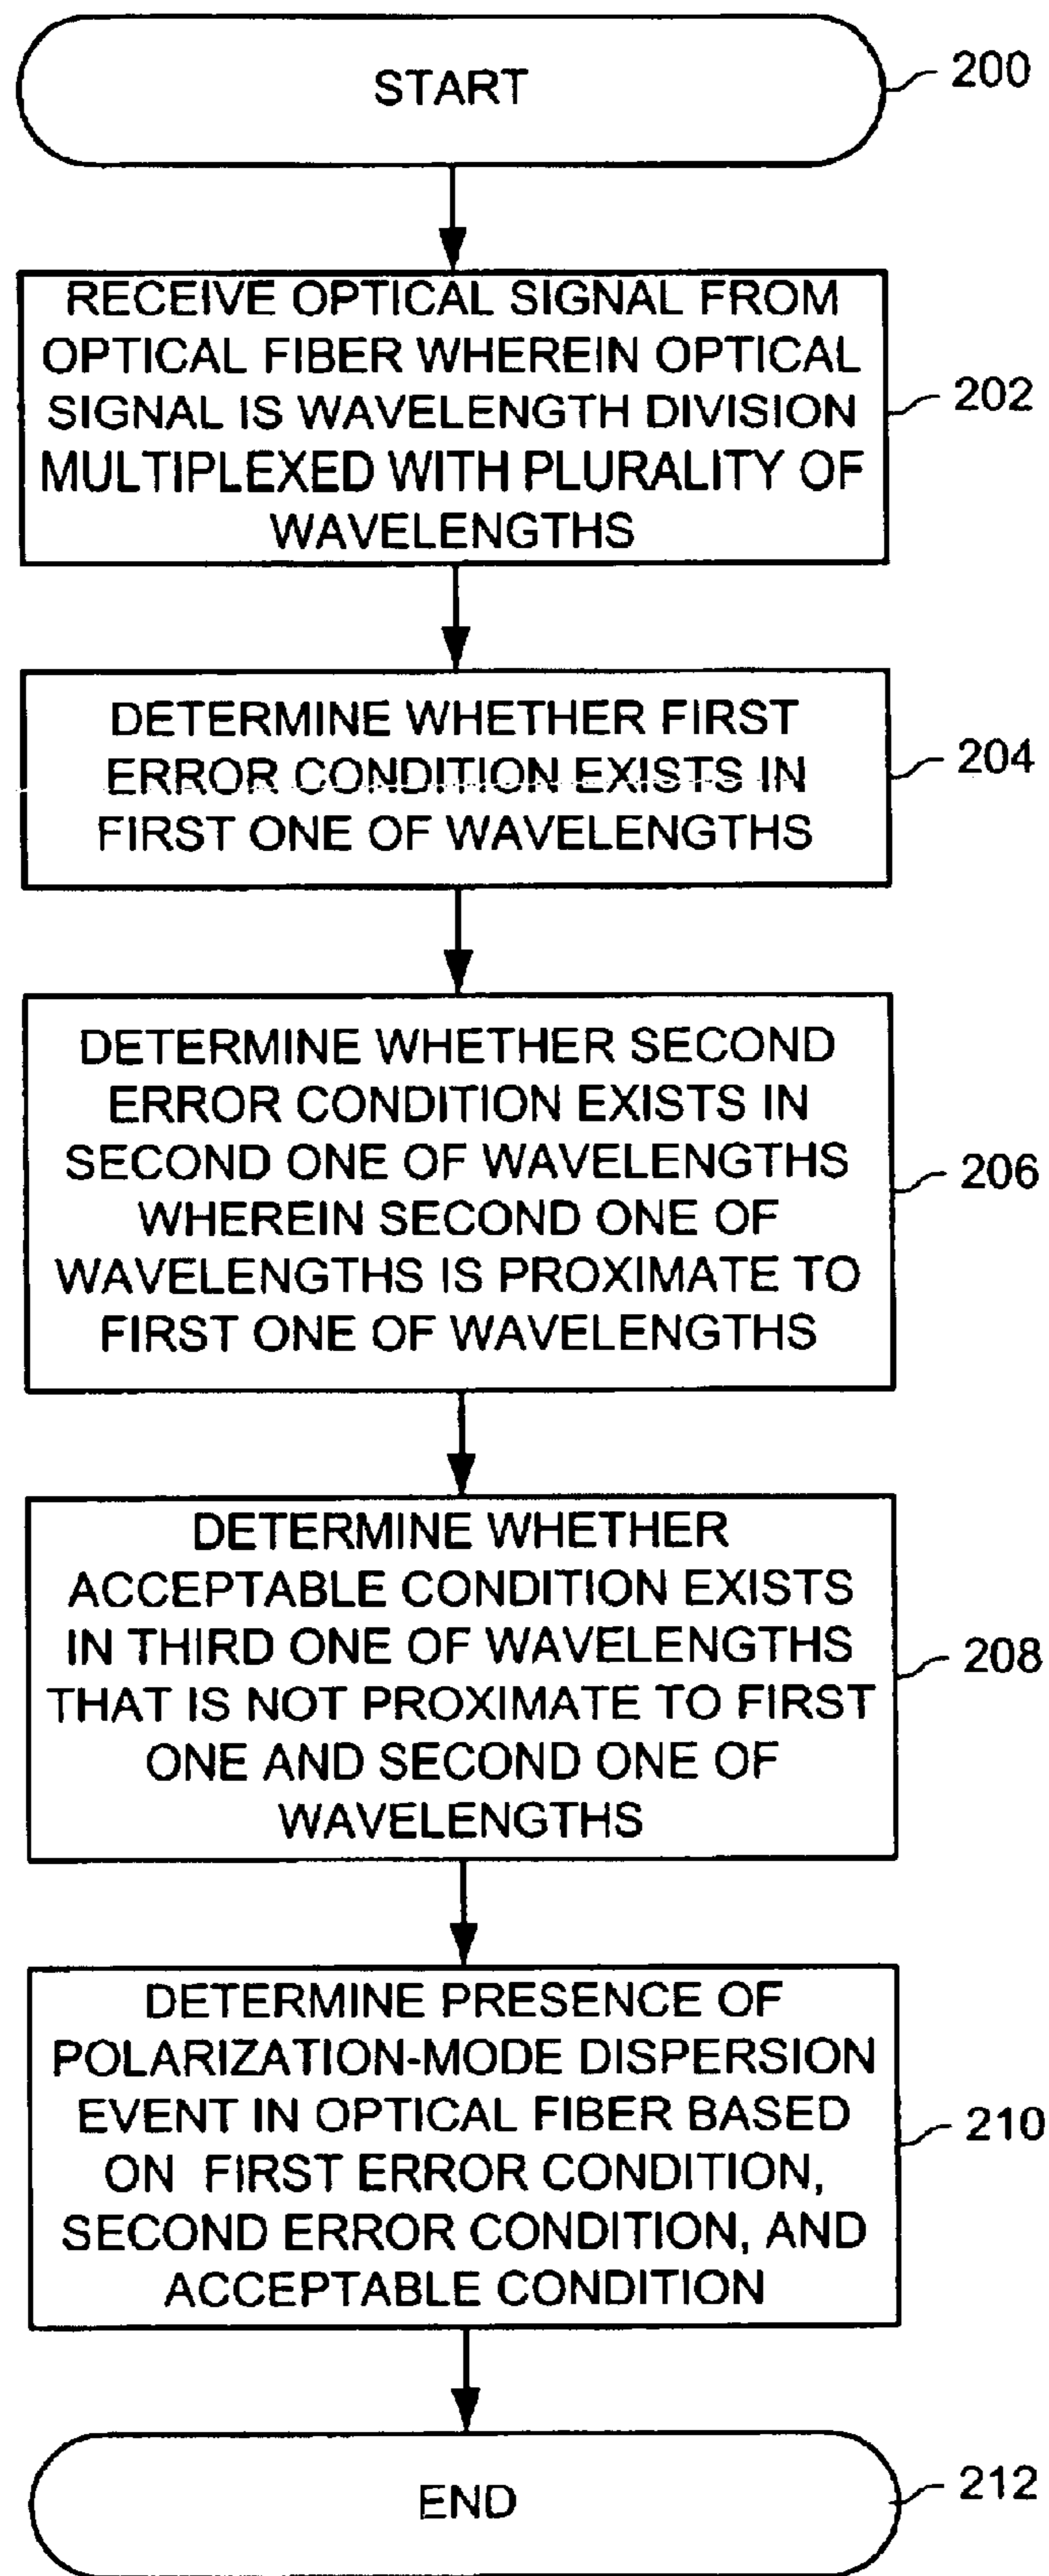 START
200
RECEIVE OPTICAL SIGNAL FROM
OPTICAL FIBER WHEREIN OPTICAL
SIGNAL IS WAVELENGTH DIVISION
MULTIPLEXED WITH PLURALITY OF
WAVELENGTHS
202
DETERMINE WHETHER FIRST
ERROR CONDITION EXISTS IN
FIRST ONE OF WAVELENGTHS
204
DETERMINE WHETHER SECOND
ERROR CONDITION EXISTS IN
SECOND ONE OF WAVELENGTHS
WHEREIN SECOND ONE OF
WAVELENGTHS IS PROXIMATE TO
FIRST ONE OF WAVELENGTHS
206
DETERMINE WHETHER
ACCEPTABLE CONDITION EXISTS
IN THIRD ONE OF WAVELENGTHS
THAT IS NOT PROXIMATE TO FIRST
ONE AND SECOND ONE OF
WAVELENGTHS
208
DETERMINE PRESENCE OF
POLARIZATION-MODE DISPERSION
EVENT IN OPTICAL FIBER BASED
ON FIRST ERROR CONDITION,
SECOND ERROR CONDITION, AND
ACCEPTABLE CONDITION
210
END
212